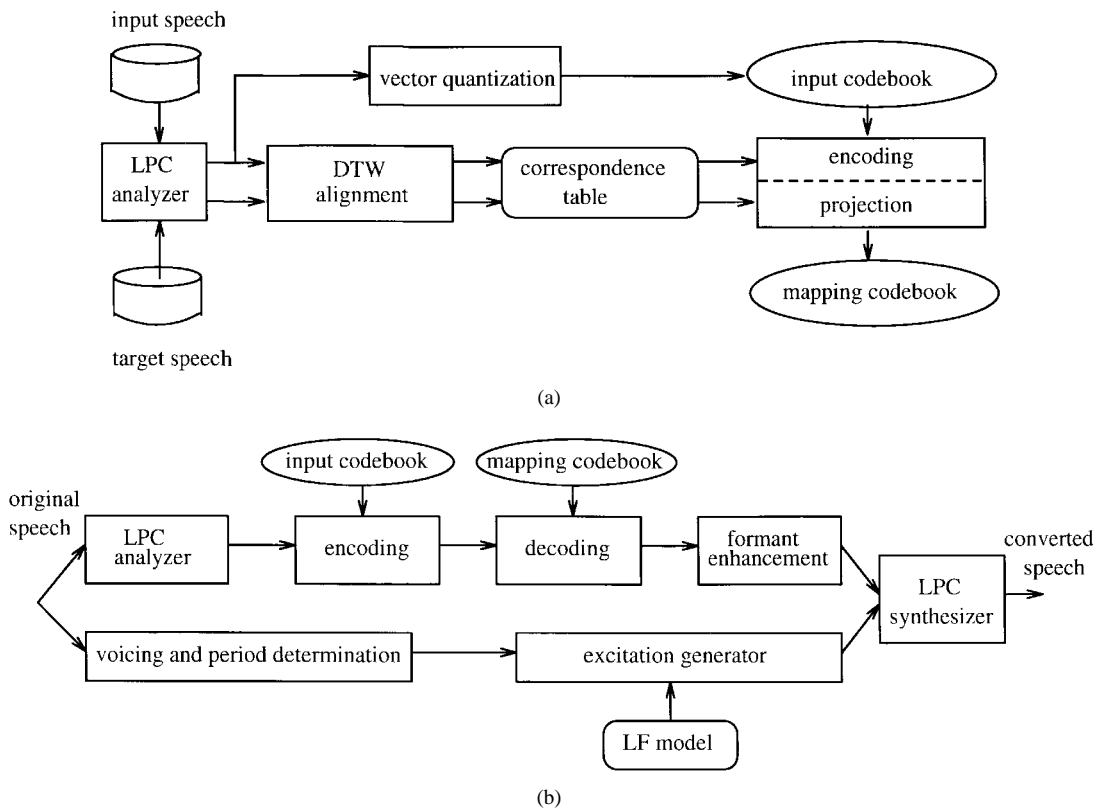 input speech
vector quantization
input codebook
LPC
analyzer
DTW
alignment
correspondence
table
encoding
projection
mapping codebook
target speech
(a)
input codebook
mapping codebook
original
speech
LPC
analyzer
encoding
decoding
formant
enhancement
converted
speech
LPC
synthesizer
voicing and period determination
excitation generator
LF model
(b)